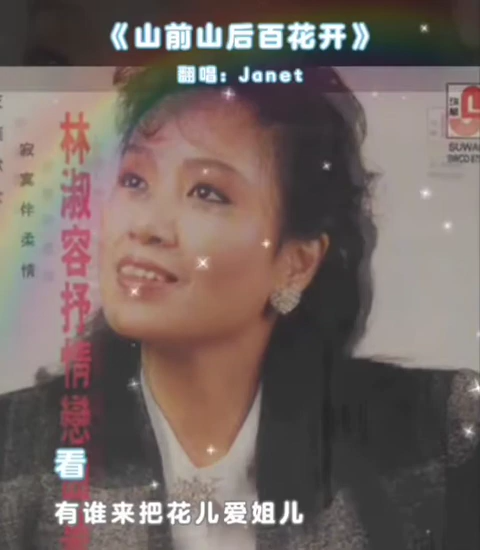 《山前山后百花开》
翻唱：Janet
林淑容抒情戀
寂寞伴柔情
看
有谁来把花儿爱姐儿